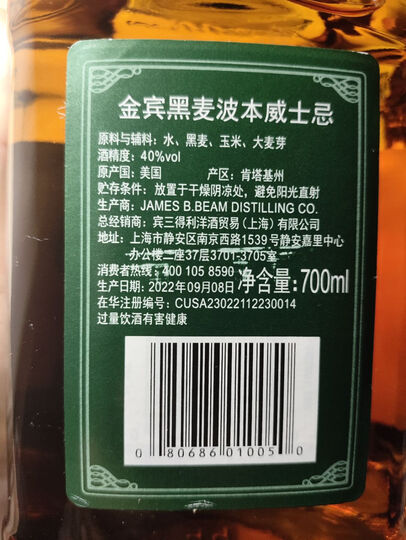 金宾黑麦波本威士忌
原料与辅料：水、黑麦、玉米、大麦芽
酒精度：40%vol
原产国：美国 产区：肯塔基州
贮存条件：放置于干燥阴凉处，避免阳光直射
生产商：JAMES B.BEAM DISTILLING CO.
总经销商：宾三得利洋酒贸易（上海）有限公司
地址：上海市静安区南京西路1539号静安嘉里中心
办公楼二座37层3701-3705室
消费者热线：400 105 8590 净含量：700ml
生产日期：2022年09月08日
在华注册编号：CUSA23022112230014
过量饮酒有害健康
0 80686 01005 0